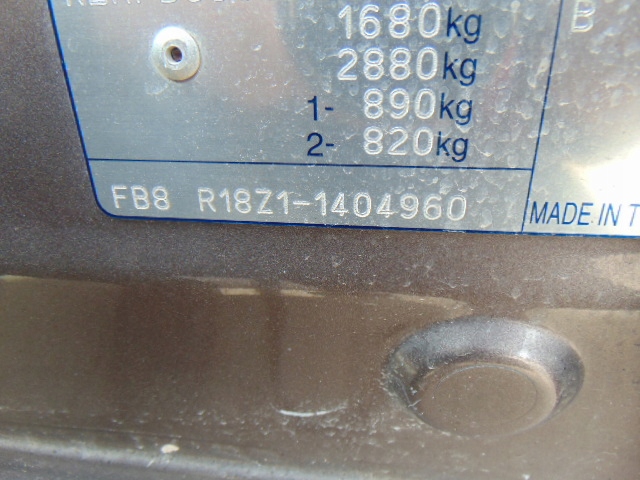 1680kg
B
2880kg
1- 890kg
2- 820kg
FB8 R18Z1-1404960
MADE IN T